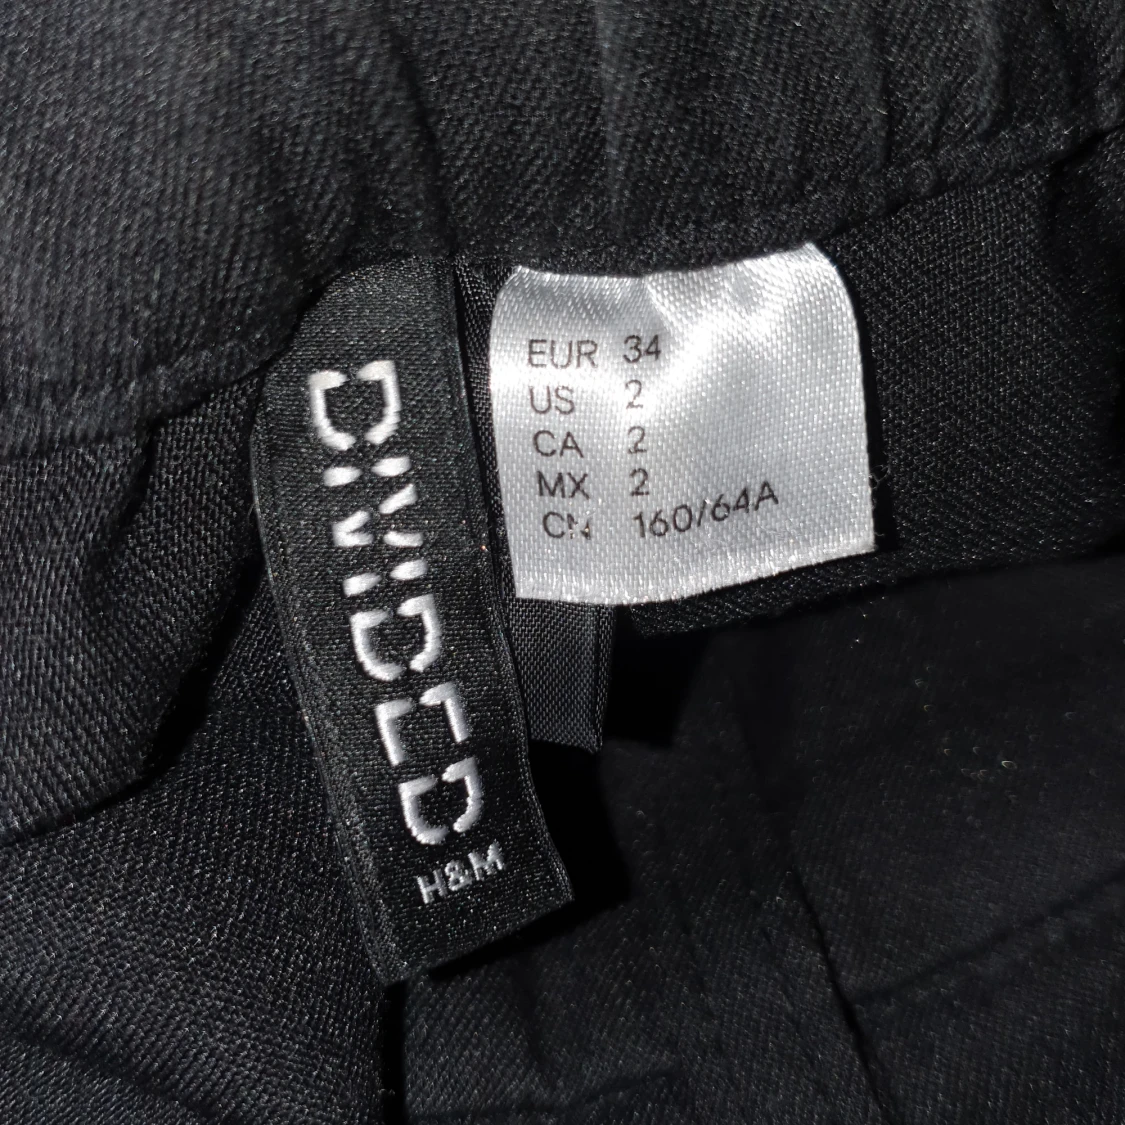 DIVIDED
H&M
EUR 34
US 2
CA 2
MX 2
CN 160/64A